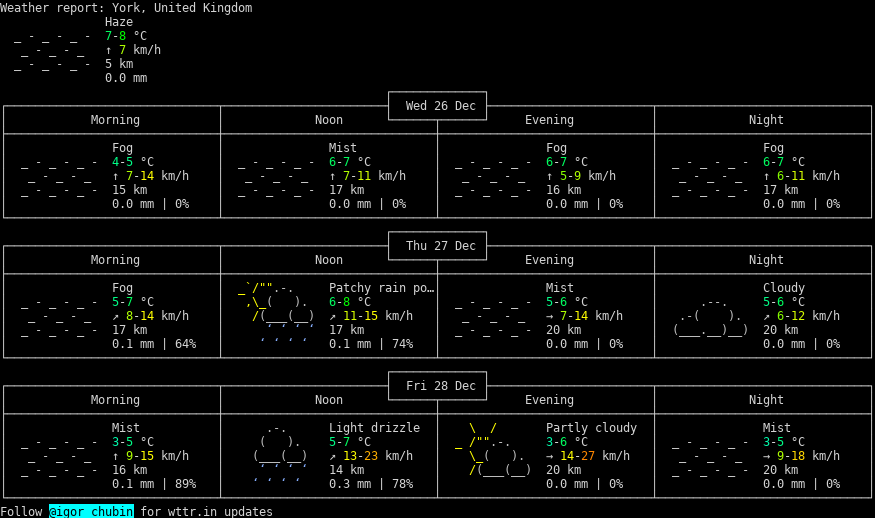 Weather report: York, United Kingdom
Haze
7-8 °C
↑ 7 km/h
5 km
0.0 mm
Wed 26 Dec
Morning Noon Evening Night
Fog Mist Fog Fog
4-5 °C 6-7 °C 6-7 °C 6-7 °C
↑ 7-14 km/h ↑ 7-11 km/h ↑ 5-9 km/h ↑ 6-11 km/h
15 km 17 km 16 km 17 km
0.0 mm | 0% 0.0 mm | 0% 0.0 mm | 0% 0.0 mm | 0%
Thu 27 Dec
Morning Noon Evening Night
Fog Patchy rain po… Mist Cloudy
5-7 °C 6-8 °C 5-6 °C 5-6 °C
↗ 8-14 km/h ↗ 11-15 km/h → 7-14 km/h ↗ 6-12 km/h
17 km 17 km 20 km 20 km
0.1 mm | 64% 0.1 mm | 74% 0.0 mm | 0% 0.0 mm | 0%
Fri 28 Dec
Morning Noon Evening Night
Mist Light drizzle Partly cloudy Mist
3-5 °C 5-7 °C 3-6 °C 3-5 °C
↑ 9-15 km/h ↗ 13-23 km/h → 14-27 km/h → 9-18 km/h
16 km 14 km 20 km 20 km
0.1 mm | 89% 0.3 mm | 78% 0.0 mm | 0% 0.0 mm | 0%
Follow @igor_chubin for wttr.in updates